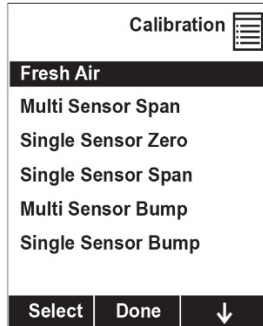 Calibration
Fresh Air
Multi Sensor Span
Single Sensor Zero
Single Sensor Span
Multi Sensor Bump
Single Sensor Bump
Select Done ↓